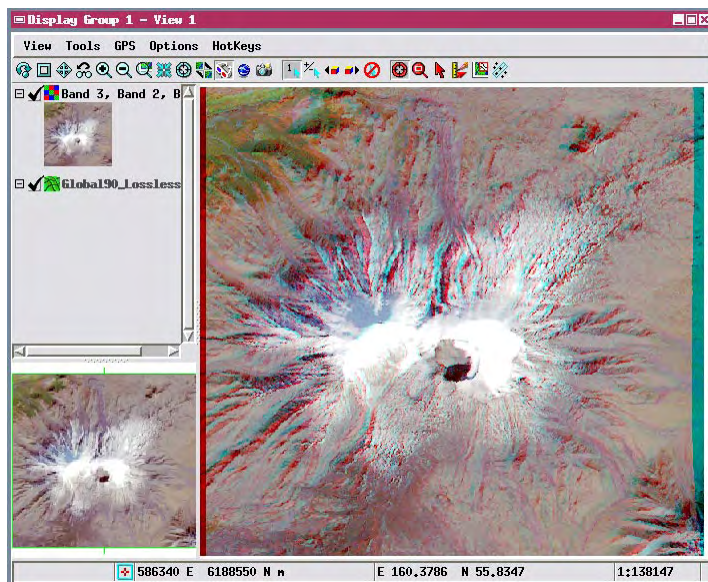 Display Group 1 - View 1
View Tools GPS Options HotKeys
1
Band 3, Band 2, B
Global90_Lossless
586340 E 6188550 N m
E 160.3786 N 55.8347
1:138147